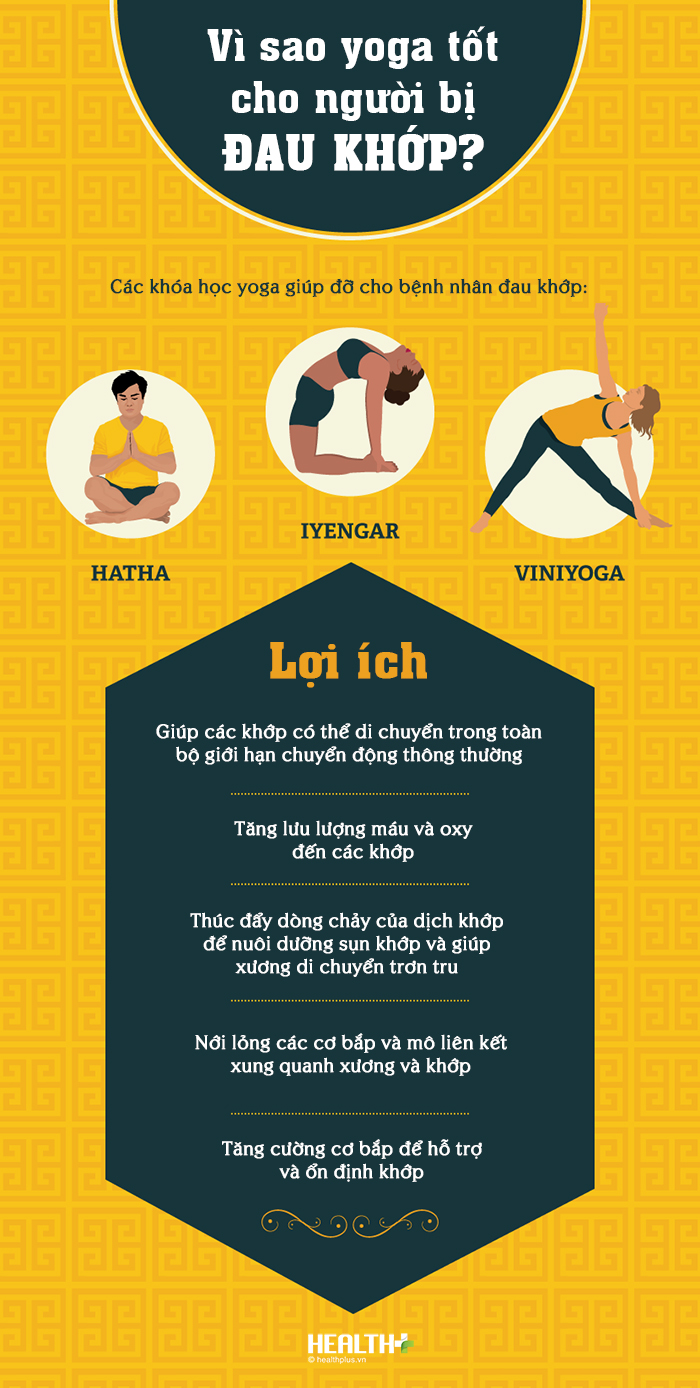 Vì sao yoga tốt
cho người bị
ĐAU KHỚP?
Các khóa học yoga giúp đỡ cho bệnh nhân đau khớp:
HATHA
IYENGAR
VINIYOGA
Lợi ích
Giúp các khớp có thể di chuyển trong toàn
bộ giới hạn chuyển động thông thường
Tăng lưu lượng máu và oxy
đến các khớp
Thúc đẩy dòng chảy của dịch khớp
để nuôi dưỡng sụn khớp và giúp
xương di chuyển trơn tru
Nới lỏng các cơ bắp và mô liên kết
xung quanh xương và khớp
Tăng cường cơ bắp để hỗ trợ
và ổn định khớp
HEALTH+
© healthplus.vn